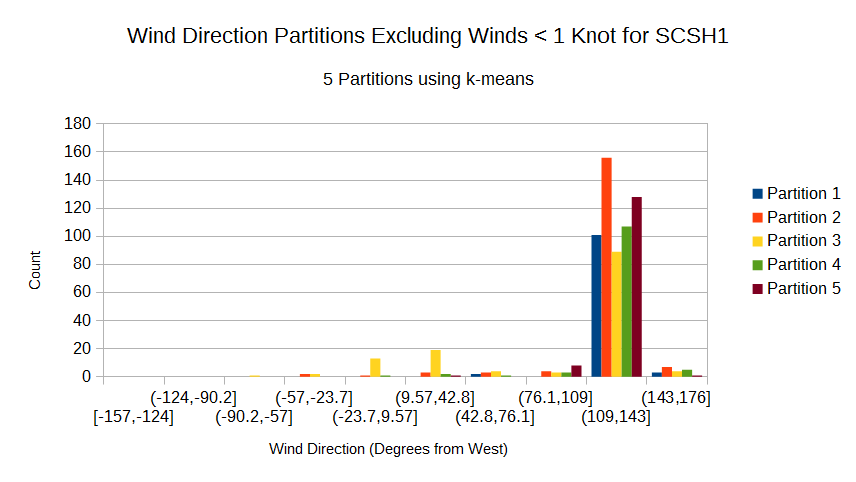 Wind Direction Partitions Excluding Winds < 1 Knot for SCSH1
5 Partitions using k-means
180
160
140
120
100
80
60
40
20
0
Count
Partition 1
Partition 2
Partition 3
Partition 4
Partition 5
[-157,-124]
(-124,-90.2]
(-90.2,-57]
(-57,-23.7]
(-23.7,9.57]
(9.57,42.8]
(42.8,76.1]
(76.1,109]
(109,143]
(143,176]
Wind Direction (Degrees from West)